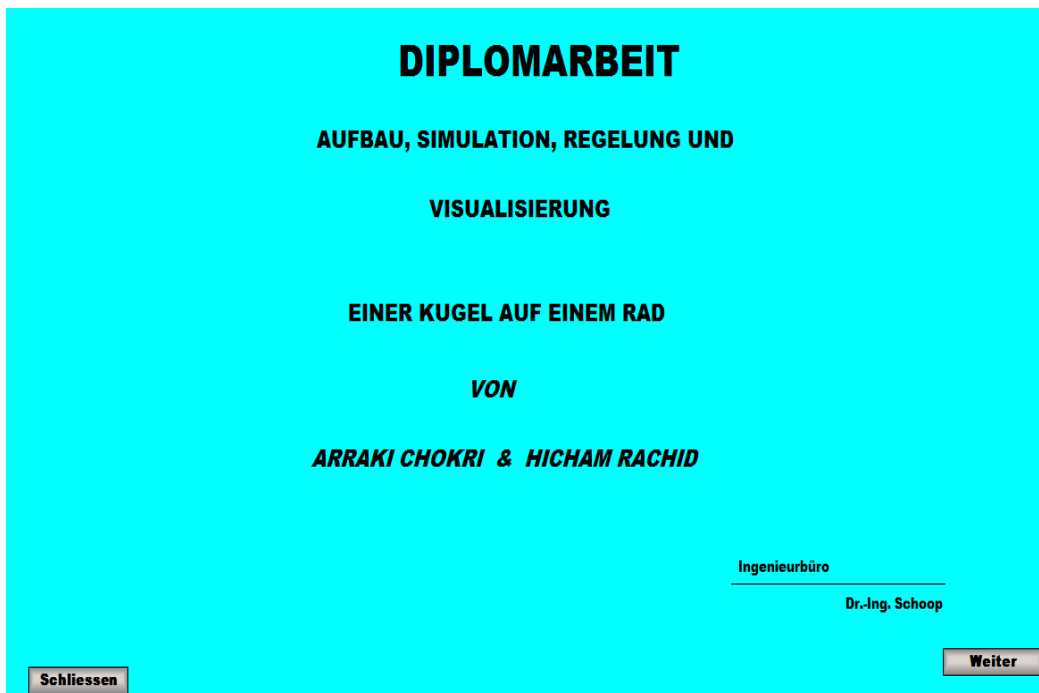 DIPLOMARBEIT
AUFBAU, SIMULATION, REGELUNG UND
VISUALISIERUNG
EINER KUGEL AUF EINEM RAD
VON
ARRAKI CHOKRI & HICHAM RACHID
Ingenieurbüro
Dr.-Ing. Schoop
Weiter
Schliessen